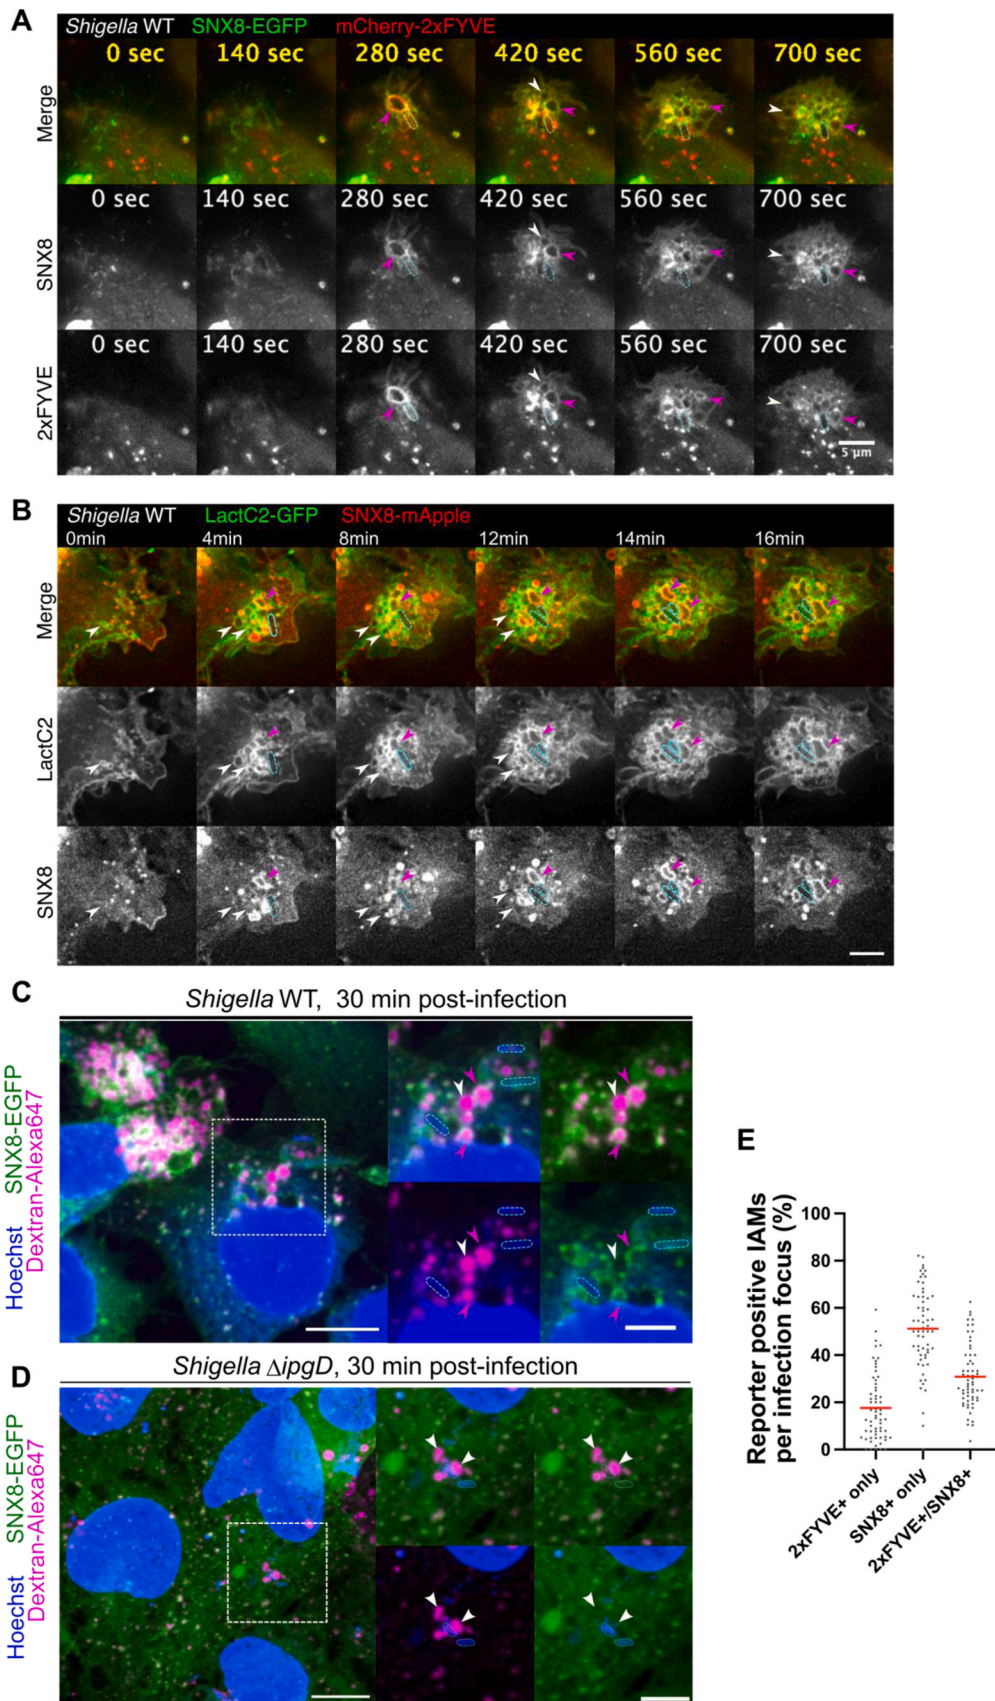 A
Shigella WT SNX8-EGFP mCherry-2xFYVE
Merge
0 sec 140 sec 280 sec 420 sec 560 sec 700 sec
SNX8
0 sec 140 sec 280 sec 420 sec 560 sec 700 sec
2xFYVE
0 sec 140 sec 280 sec 420 sec 560 sec 700 sec
5 μm
B
Shigella WT LactC2-GFP SNX8-mApple
0min 4min 8min 12min 14min 16min
Merge
LactC2
SNX8
C
Shigella WT, 30 min post-infection
Hoechst SNX8-EGFP
Dextran-Alexa647
D
Shigella ΔipgD, 30 min post-infection
Hoechst SNX8-EGFP
Dextran-Alexa647
E
Reporter positive IAMs
per infection focus (%)
100
80
60
40
20
0
2xFYVE+ only
SNX8+ only
2xFYVE+/SNX8+